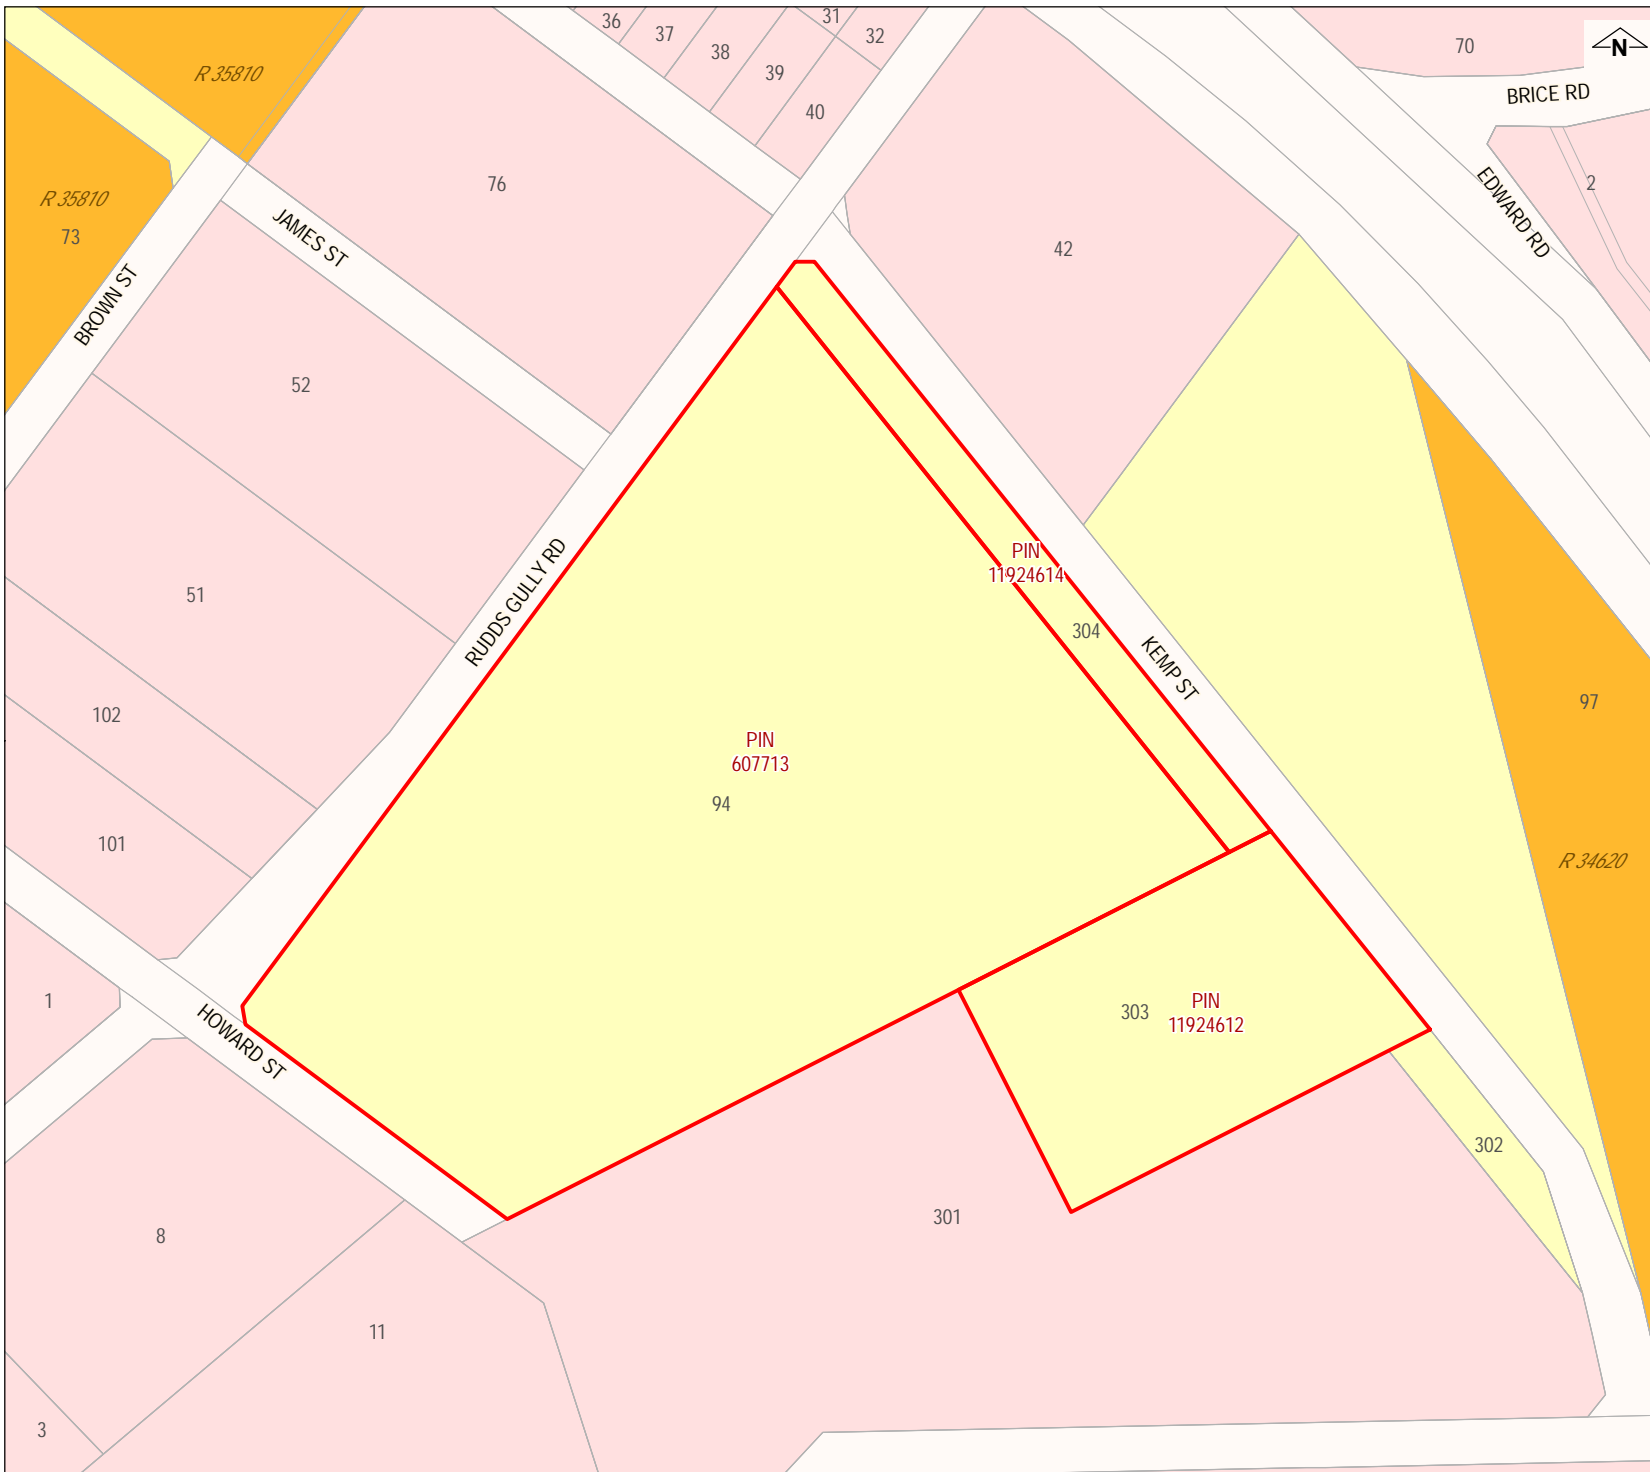 36
37
38
39
40
31
32
70
N
BRICE RD
R 35810
R 35810
73
76
2
EDWARD RD
JAMES ST
42
BROWN ST
52
51
RUDDS GULLY RD
PIN
11924614
304
KEMP ST
102
97
PIN
607713
94
101
R 34620
1
HOWARD ST
303
PIN
11924612
302
301
8
11
3